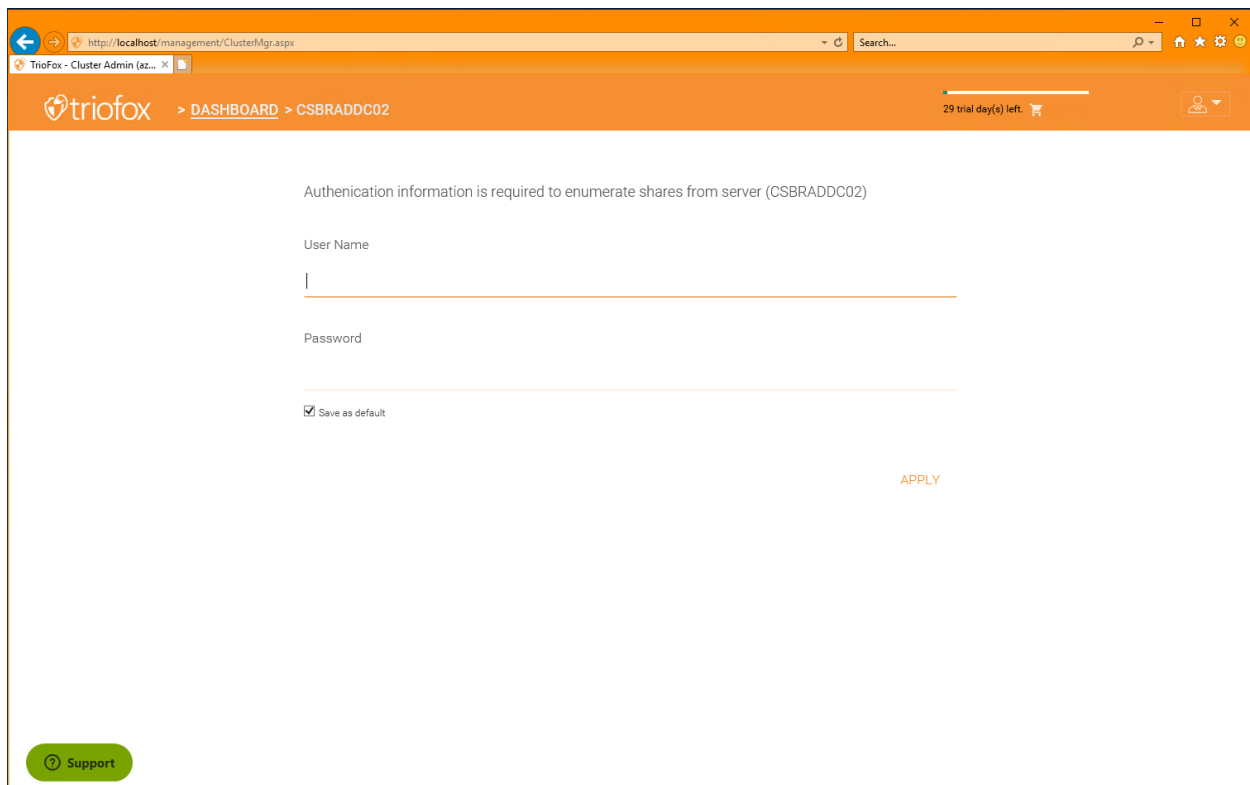 http://localhost/management/ClusterMgr.aspx
Search...
TrioFox - Cluster Admin (az...
triofox > DASHBOARD > CSBRADDC02
29 trial day(s) left.
Authenication information is required to enumerate shares from server (CSBRADDC02)
User Name
Password
Save as default
APPLY
Support